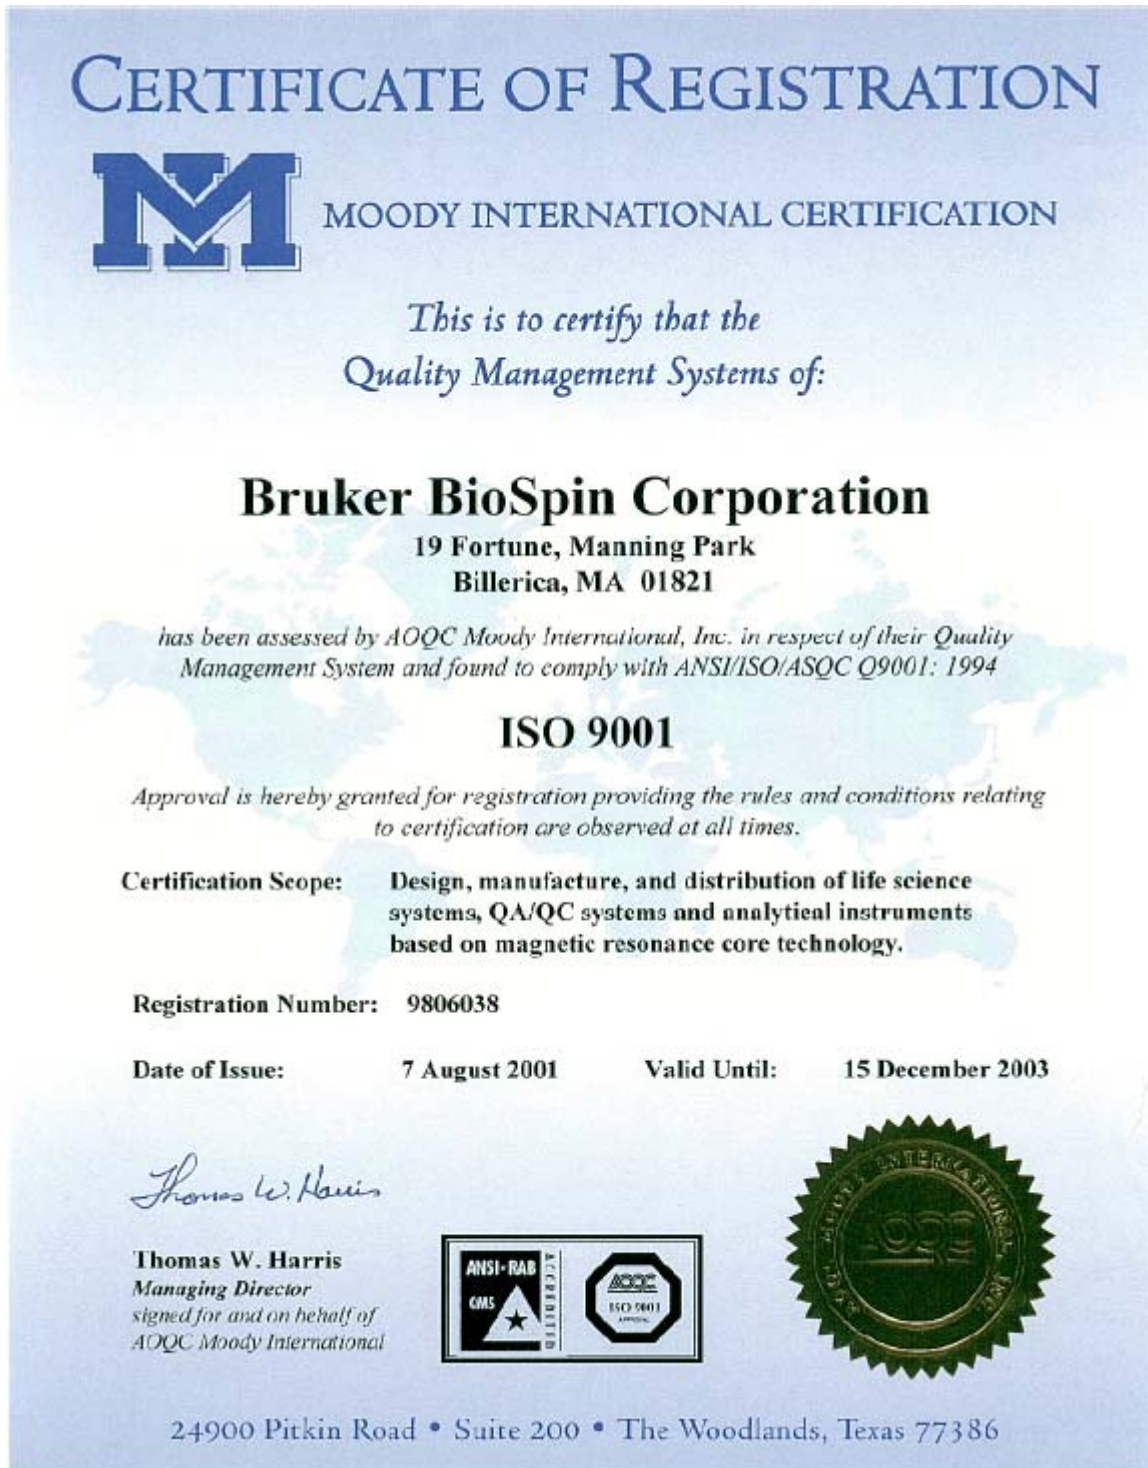 CERTIFICATE OF REGISTRATION
MI
MOODY INTERNATIONAL CERTIFICATION
This is to certify that the
Quality Management Systems of:
Bruker BioSpin Corporation
19 Fortune, Manning Park
Billerica, MA 01821
has been assessed by AOQC Moody International, Inc. in respect of their Quality
Management System and found to comply with ANSI/ISO/ASQC Q9001: 1994
ISO 9001
Approval is hereby granted for registration providing the rules and conditions relating
to certification are observed at all times.
Certification Scope: Design, manufacture, and distribution of life science
systems, QA/QC systems and analytical instruments
based on magnetic resonance core technology.
Registration Number: 9806038
Date of Issue: 7 August 2001 Valid Until: 15 December 2003
Thomas W. Harris
Thomas W. Harris
Managing Director
signed for and on behalf of
AOQC Moody International
ANSI-RAB
QMS
ACCREDITED
AOQC
ISO 9001
APPROVAL
AOQC MOODY INTERNATIONAL, INC.
AOQC
24900 Pitkin Road • Suite 200 • The Woodlands, Texas 77386